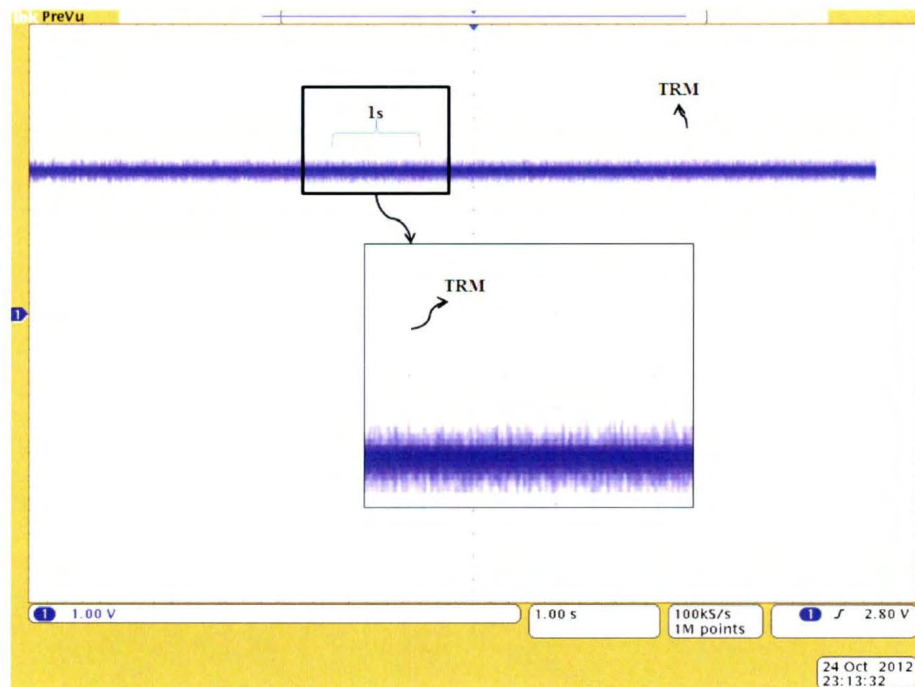 PreVu
TRM
1s
TRM
1
1 1.00 V
1.00 s
100kS/s
1M points
1 2.80 V
24 Oct 2012
23:13:32